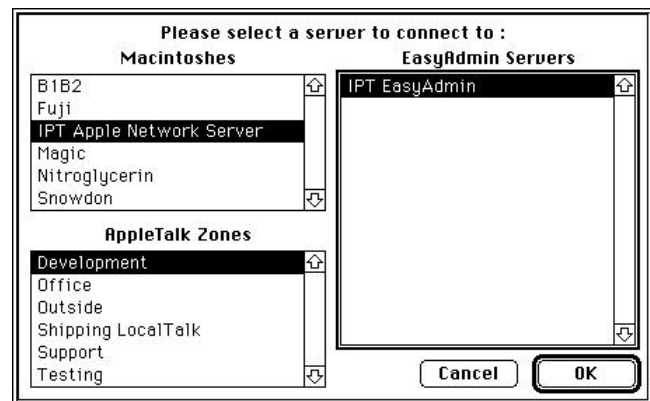 Please select a server to connect to :
Macintoshes
B1B2
Fuji
IPT Apple Network Server
Magic
Nitroglycerin
Snowdon
AppleTalk Zones
Development
Office
Outside
Shipping LocalTalk
Support
Testing
EasyAdmin Servers
IPT EasyAdmin
Cancel
OK